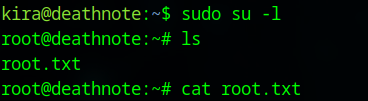 kira@deathnote:~$ sudo su -l
root@deathnote:~# ls
root.txt
root@deathnote:~# cat root.txt